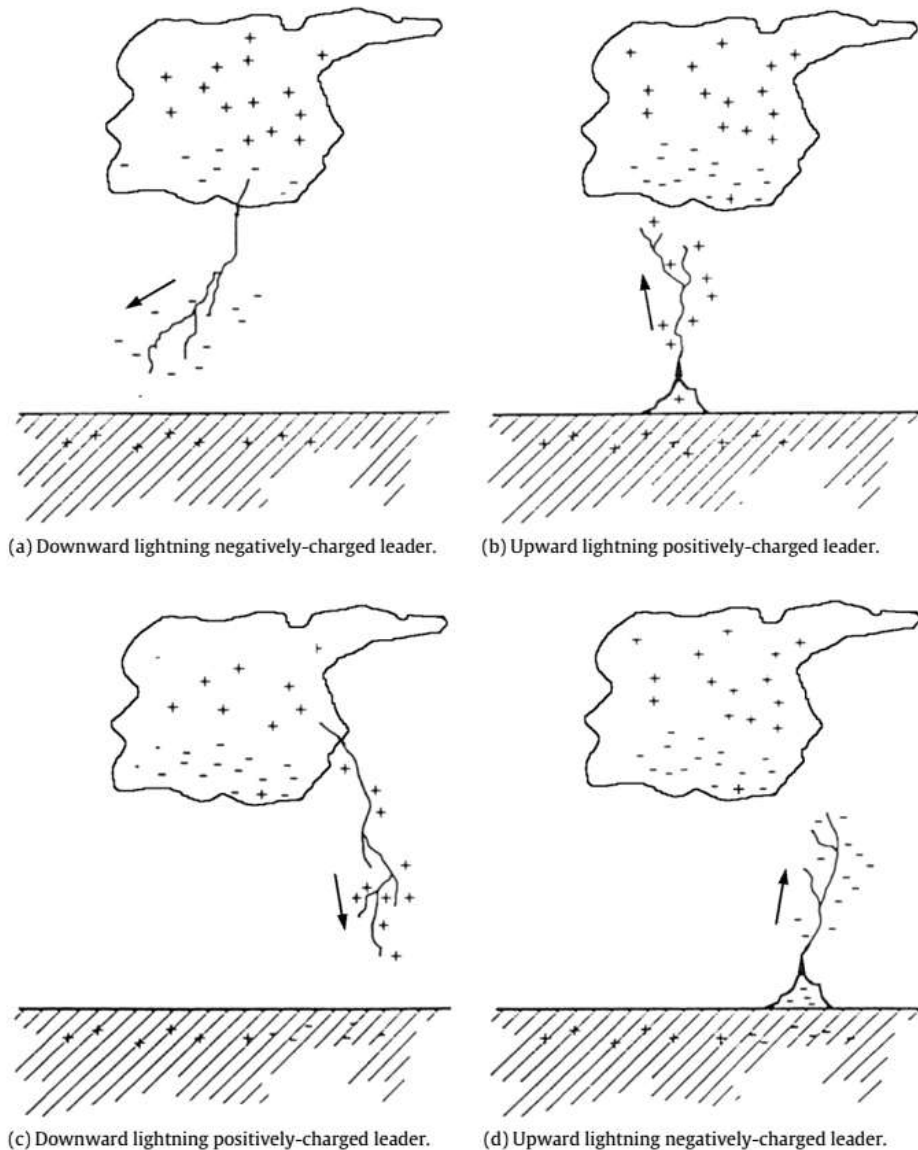 (a) Downward lightning negatively-charged leader.
(b) Upward lightning positively-charged leader.
(c) Downward lightning positively-charged leader.
(d) Upward lightning negatively-charged leader.